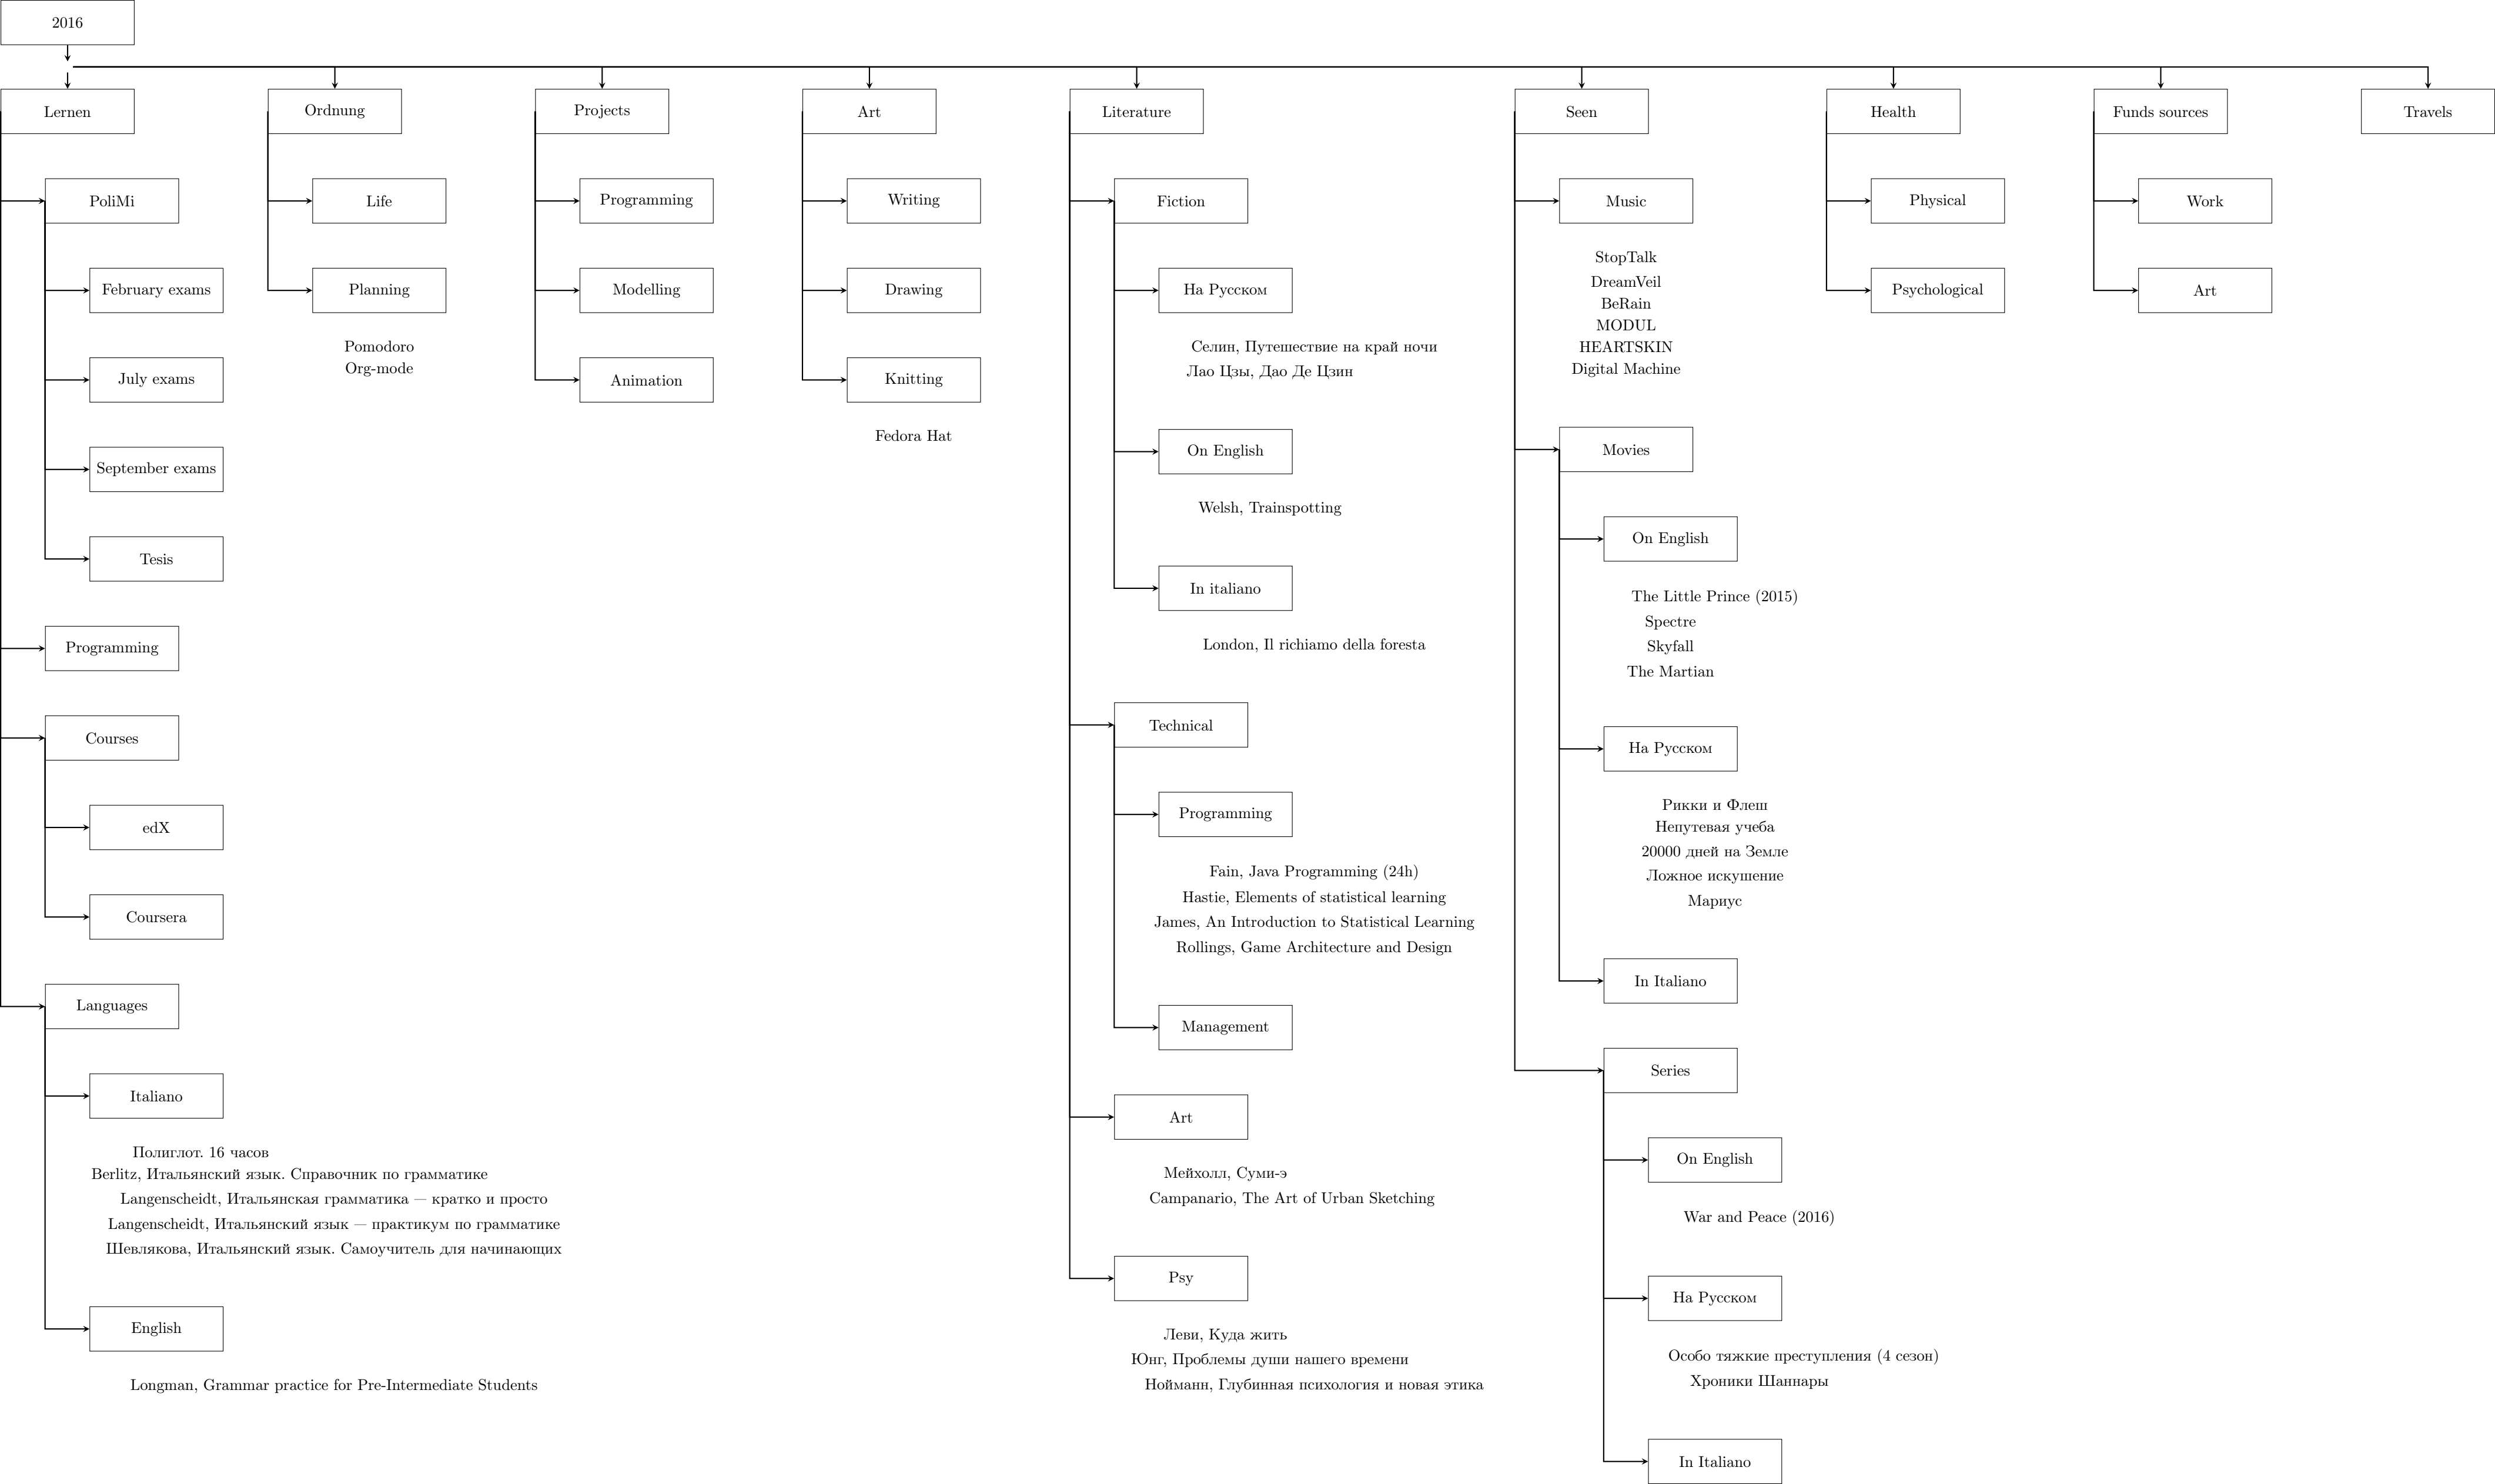 2016
Lernen
PoliMi
February exams
July exams
September exams
Tesis
Programming
Courses
edX
Coursera
Languages
Italiano
Полиглот. 16 часов
Berlitz, Итальянский язык. Справочник по грамматике
Langenscheidt, Итальянская грамматика — кратко и просто
Langenscheidt, Итальянский язык — практикум по грамматике
Шевлякова, Итальянский язык. Самоучитель для начинающих
English
Longman, Grammar practice for Pre-Intermediate Students
Ordnung
Life
Planning
Pomodoro
Org-mode
Projects
Programming
Modelling
Animation
Art
Writing
Drawing
Knitting
Fedora Hat
Literature
Fiction
На Русском
Селин, Путешествие на край ночи
Лао Цзы, Дао Де Цзин
On English
Welsh, Trainspotting
In italiano
London, Il richiamo della foresta
Technical
Programming
Fain, Java Programming (24h)
Hastie, Elements of statistical learning
James, An Introduction to Statistical Learning
Rollings, Game Architecture and Design
Management
Art
Мейхолл, Суми-э
Campanario, The Art of Urban Sketching
Psy
Леви, Куда жить
Юнг, Проблемы души нашего времени
Нойманн, Глубинная психология и новая этика
Seen
Music
StopTalk
DreamVeil
BeRain
MODUL
HEARTSKIN
Digital Machine
Movies
On English
The Little Prince (2015)
Spectre
Skyfall
The Martian
На Русском
Рикки и Флеш
Непутевая учеба
20000 дней на Земле
Ложное искушение
Мариус
In Italiano
Series
On English
War and Peace (2016)
На Русском
Особо тяжкие преступления (4 сезон)
Хроники Шаннары
In Italiano
Health
Physical
Psychological
Funds sources
Work
Art
Travels